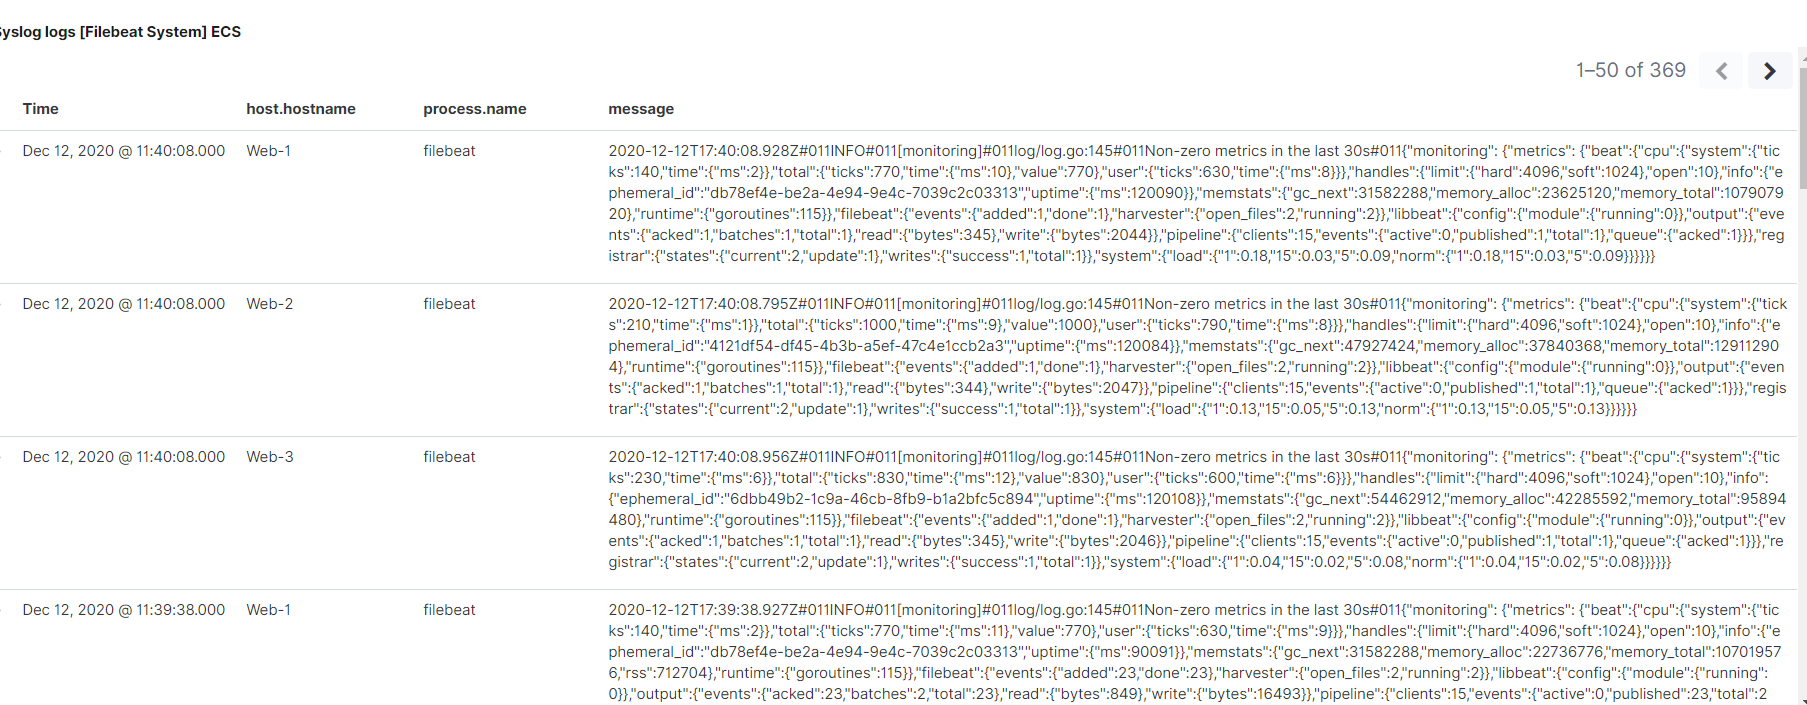 Syslog logs [Filebeat System] ECS
1–50 of 369
Time host.hostname process.name message
Dec 12, 2020 @ 11:40:08.000 Web-1 filebeat 2020-12-12T17:40:08.928Z#011INFO#011[monitoring]#011log/log.go:145#011Non-zero metrics in the last 30s#011{"monitoring": {"metrics": {"beat":{"cpu":{"system":{"tic
ks":140,"time":{"ms":2}},"total":{"ticks":770,"time":{"ms":10},"value":770},"user":{"ticks":630,"time":{"ms":8}}},"handles":{"limit":{"hard":4096,"soft":1024},"open":10},"info":{"e
phemeral_id":"db78ef4e-be2a-4e94-9e4c-7039c2c03313","uptime":{"ms":120090}},"memstats":{"gc_next":31582288,"memory_alloc":23625120,"memory_total":1079079
20},"runtime":{"goroutines":115}},"filebeat":{"events":{"added":1,"done":1},"harvester":{"open_files":2,"running":2}},"libbeat":{"config":{"module":{"running":0}},"output":{"eve
nts":{"acked":1,"batches":1,"total":1},"read":{"bytes":345},"write":{"bytes":2044}},"pipeline":{"clients":15,"events":{"active":0,"published":1,"total":1},"queue":{"acked":1}}},"reg
istrar":{"states":{"current":2,"update":1},"writes":{"success":1,"total":1}},"system":{"load":{"1":0.18,"15":0.03,"5":0.09,"norm":{"1":0.18,"15":0.03,"5":0.09}}}}}}
Dec 12, 2020 @ 11:40:08.000 Web-2 filebeat 2020-12-12T17:40:08.795Z#011INFO#011[monitoring]#011log/log.go:145#011Non-zero metrics in the last 30s#011{"monitoring": {"metrics": {"beat":{"cpu":{"system":{"tick
s":210,"time":{"ms":1}},"total":{"ticks":1000,"time":{"ms":9},"value":1000},"user":{"ticks":790,"time":{"ms":8}}},"handles":{"limit":{"hard":4096,"soft":1024},"open":10},"info":{"e
phemeral_id":"4121df54-df45-4b3b-a5ef-47c4e1ccb2a3","uptime":{"ms":120084}},"memstats":{"gc_next":47927424,"memory_alloc":37840368,"memory_total":12911290
4},"runtime":{"goroutines":115}},"filebeat":{"events":{"added":1,"done":1},"harvester":{"open_files":2,"running":2}},"libbeat":{"config":{"module":{"running":0}},"output":{"even
ts":{"acked":1,"batches":1,"total":1},"read":{"bytes":344},"write":{"bytes":2047}},"pipeline":{"clients":15,"events":{"active":0,"published":1,"total":1},"queue":{"acked":1}}},"regis
trar":{"states":{"current":2,"update":1},"writes":{"success":1,"total":1}},"system":{"load":{"1":0.13,"15":0.05,"5":0.13,"norm":{"1":0.13,"15":0.05,"5":0.13}}}}}}
Dec 12, 2020 @ 11:40:08.000 Web-3 filebeat 2020-12-12T17:40:08.956Z#011INFO#011[monitoring]#011log/log.go:145#011Non-zero metrics in the last 30s#011{"monitoring": {"metrics": {"beat":{"cpu":{"system":{"tic
ks":230,"time":{"ms":6}},"total":{"ticks":830,"time":{"ms":12},"value":830},"user":{"ticks":600,"time":{"ms":6}}},"handles":{"limit":{"hard":4096,"soft":1024},"open":10},"info":
{"ephemeral_id":"6dbb49b2-1c9a-46cb-8fb9-b1a2bfc5c894","uptime":{"ms":120108}},"memstats":{"gc_next":54462912,"memory_alloc":42285592,"memory_total":95894
480},"runtime":{"goroutines":115}},"filebeat":{"events":{"added":1,"done":1},"harvester":{"open_files":2,"running":2}},"libbeat":{"config":{"module":{"running":0}},"output":{"ev
ents":{"acked":1,"batches":1,"total":1},"read":{"bytes":345},"write":{"bytes":2046}},"pipeline":{"clients":15,"events":{"active":0,"published":1,"total":1},"queue":{"acked":1}}},"re
gistrar":{"states":{"current":2,"update":1},"writes":{"success":1,"total":1}},"system":{"load":{"1":0.04,"15":0.02,"5":0.08,"norm":{"1":0.04,"15":0.02,"5":0.08}}}}}}
Dec 12, 2020 @ 11:39:38.000 Web-1 filebeat 2020-12-12T17:39:38.927Z#011INFO#011[monitoring]#011log/log.go:145#011Non-zero metrics in the last 30s#011{"monitoring": {"metrics": {"beat":{"cpu":{"system":{"tic
ks":140,"time":{"ms":2}},"total":{"ticks":770,"time":{"ms":11},"value":770},"user":{"ticks":630,"time":{"ms":9}}},"handles":{"limit":{"hard":4096,"soft":1024},"open":10},"info":{"e
phemeral_id":"db78ef4e-be2a-4e94-9e4c-7039c2c03313","uptime":{"ms":90091}},"memstats":{"gc_next":31582288,"memory_alloc":22736776,"memory_total":10701957
6,"rss":712704},"runtime":{"goroutines":115}},"filebeat":{"events":{"added":23,"done":23},"harvester":{"open_files":2,"running":2}},"libbeat":{"config":{"module":{"running":
0}},"output":{"events":{"acked":23,"batches":2,"total":23},"read":{"bytes":849},"write":{"bytes":16493}},"pipeline":{"clients":15,"events":{"active":0,"published":23,"total":2